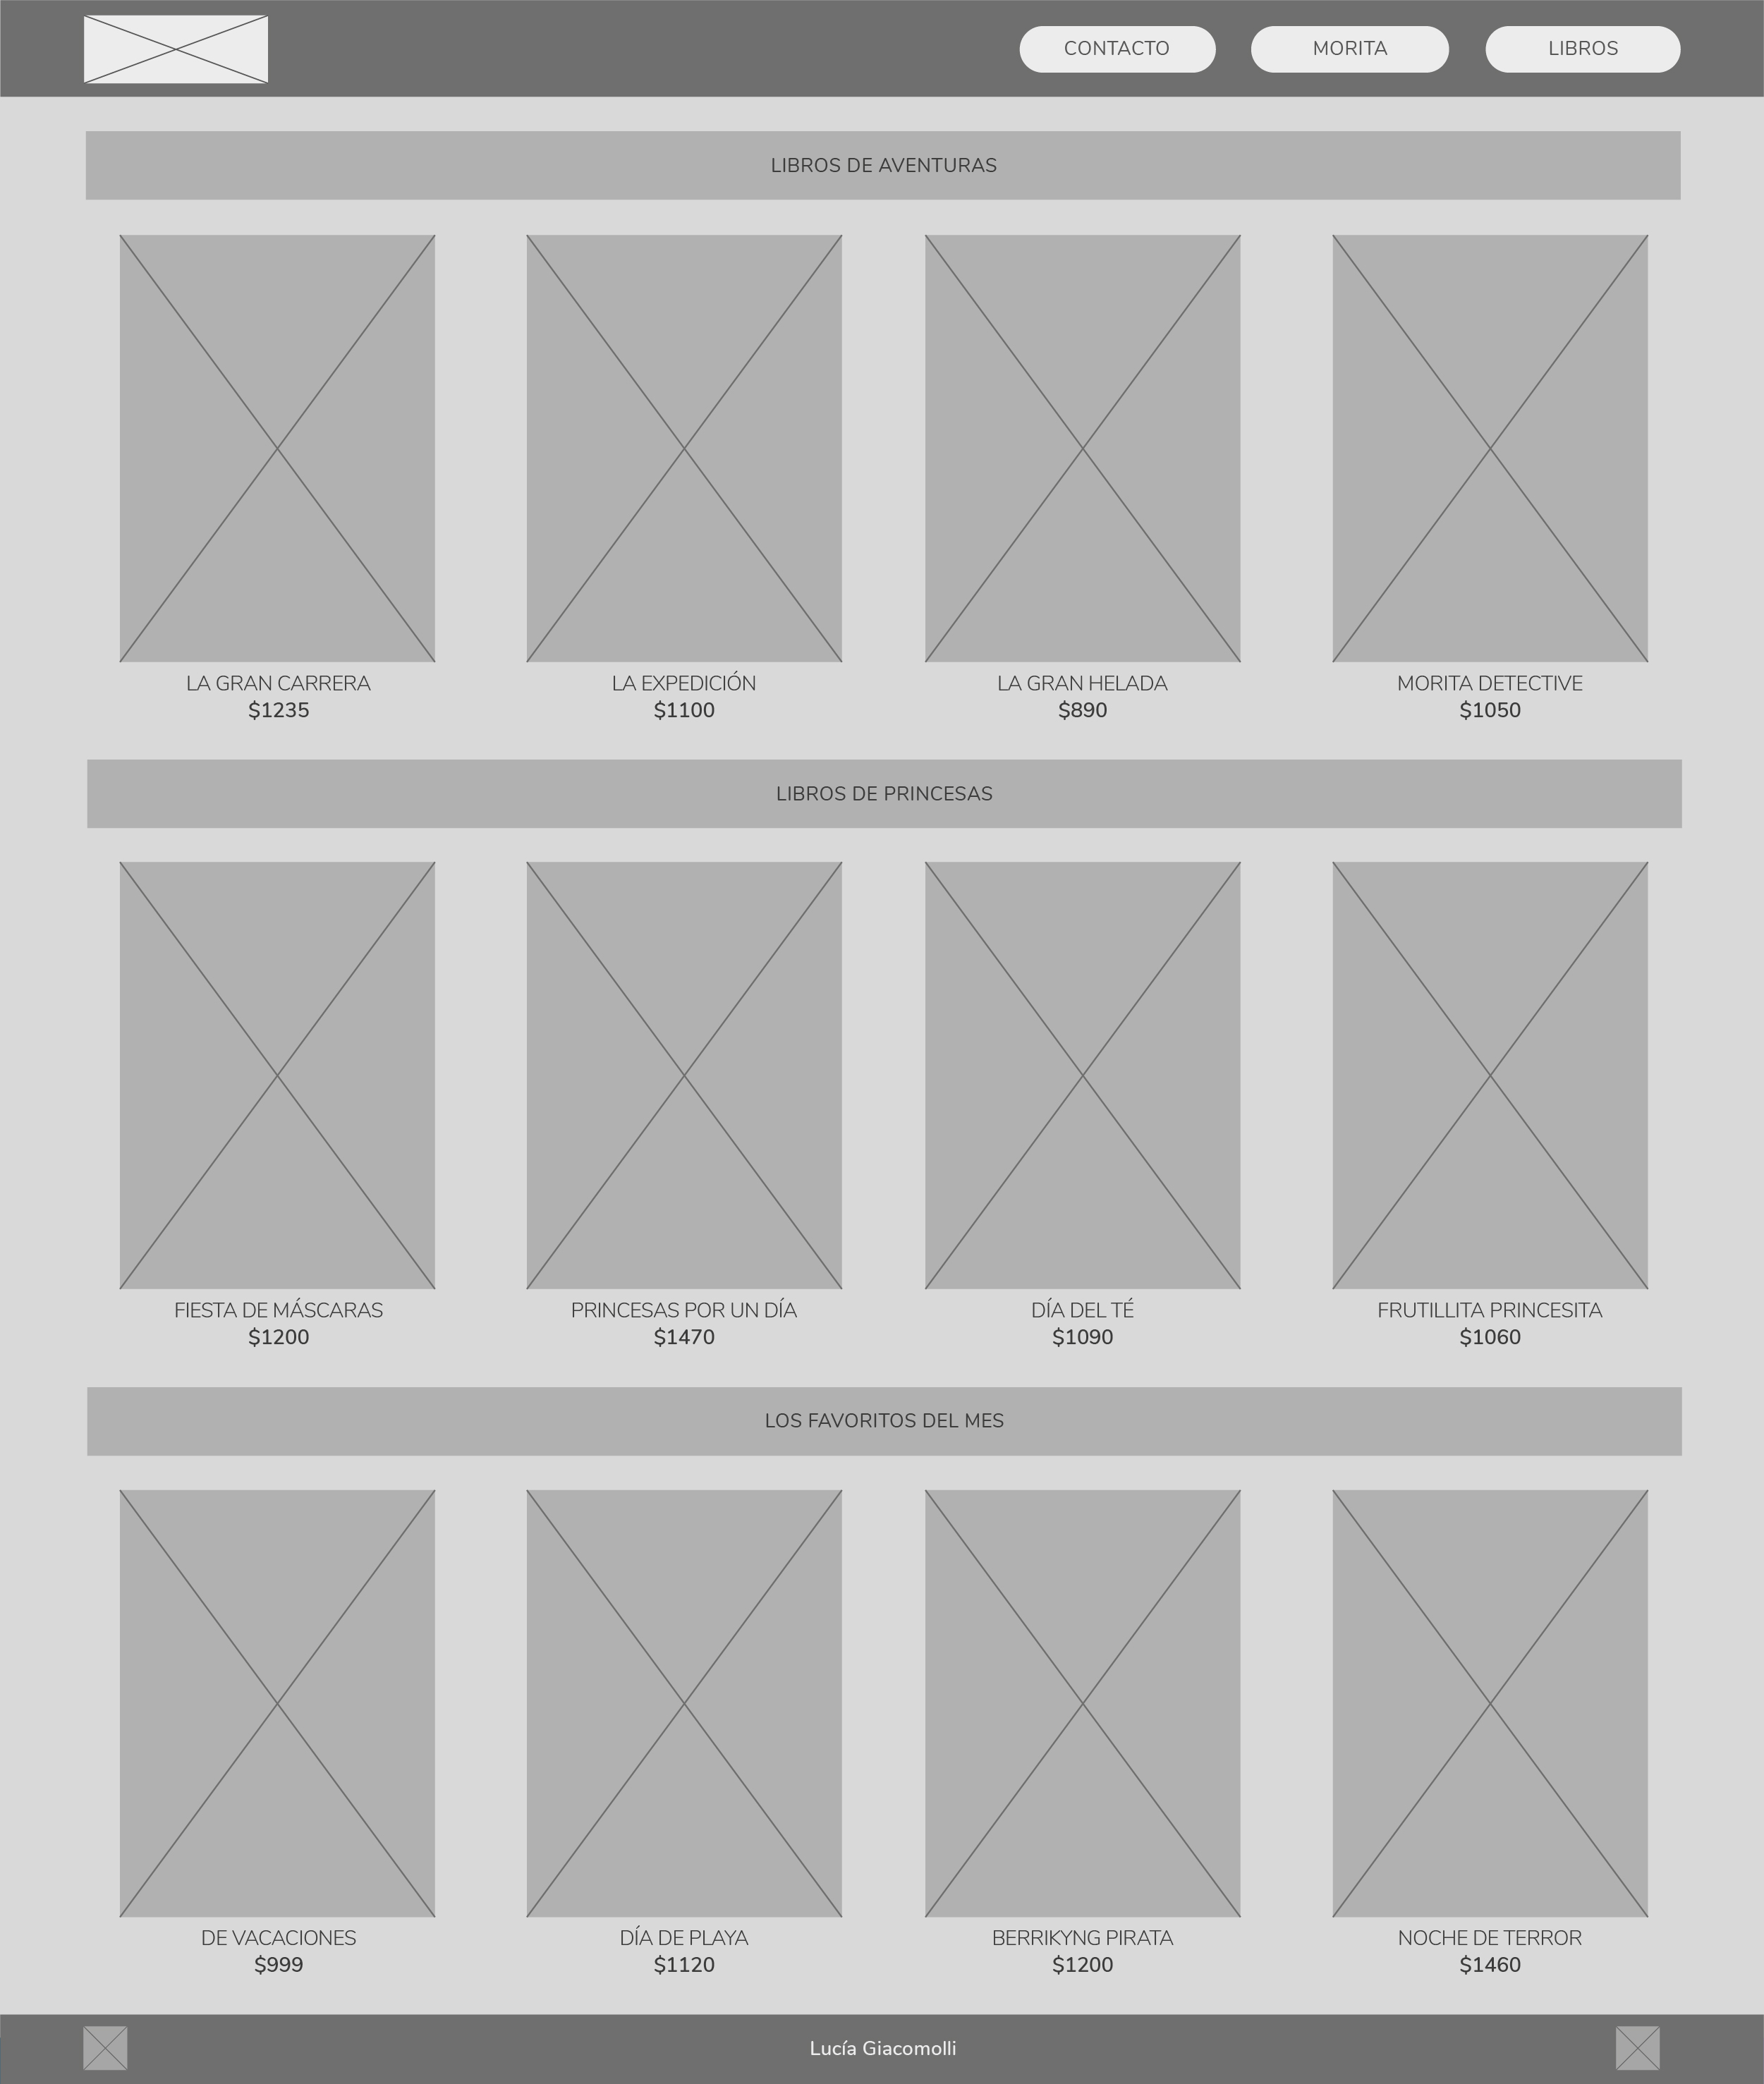 CONTACTO
MORITA
LIBROS
LIBROS DE AVENTURAS
LA GRAN CARRERA
$1235
LA EXPEDICIÓN
$1100
LA GRAN HELADA
$890
MORITA DETECTIVE
$1050
LIBROS DE PRINCESAS
FIESTA DE MÁSCARAS
$1200
PRINCESAS POR UN DÍA
$1470
DÍA DEL TÉ
$1090
FRUTILLITA PRINCESITA
$1060
LOS FAVORITOS DEL MES
DE VACACIONES
$999
DÍA DE PLAYA
$1120
BERRIKYNG PIRATA
$1200
NOCHE DE TERROR
$1460
Lucía Giacomolli